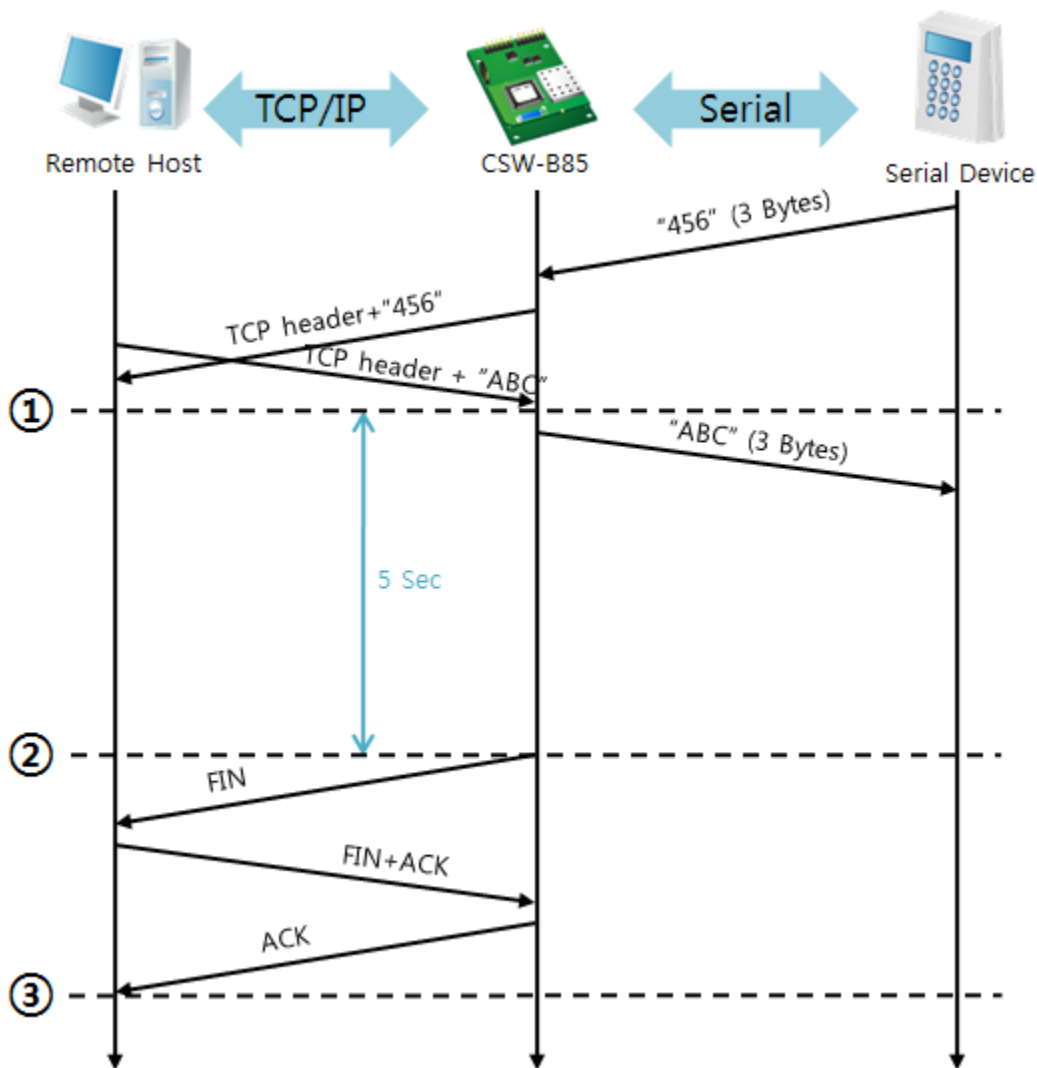 TCP/IP
Serial
Remote Host
CSW-B85
Serial Device
"456" (3 Bytes)
TCP header+"456"
TCP header + "ABC"
①
"ABC" (3 Bytes)
5 Sec
②
FIN
FIN+ACK
ACK
③